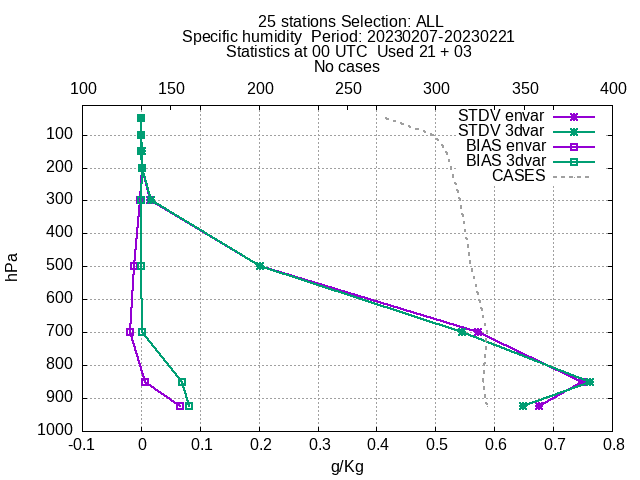 25 stations Selection: ALL
Specific humidity  Period: 20230207-20230221
Statistics at 00 UTC  Used 21 + 03
No cases
100 150 200 250 300 350 400
STDV envar
STDV 3dvar
BIAS envar
BIAS 3dvar
CASES
100
200
300
400
500
600
700
800
900
1000
hPa
-0.1 0 0.1 0.2 0.3 0.4 0.5 0.6 0.7 0.8
g/Kg